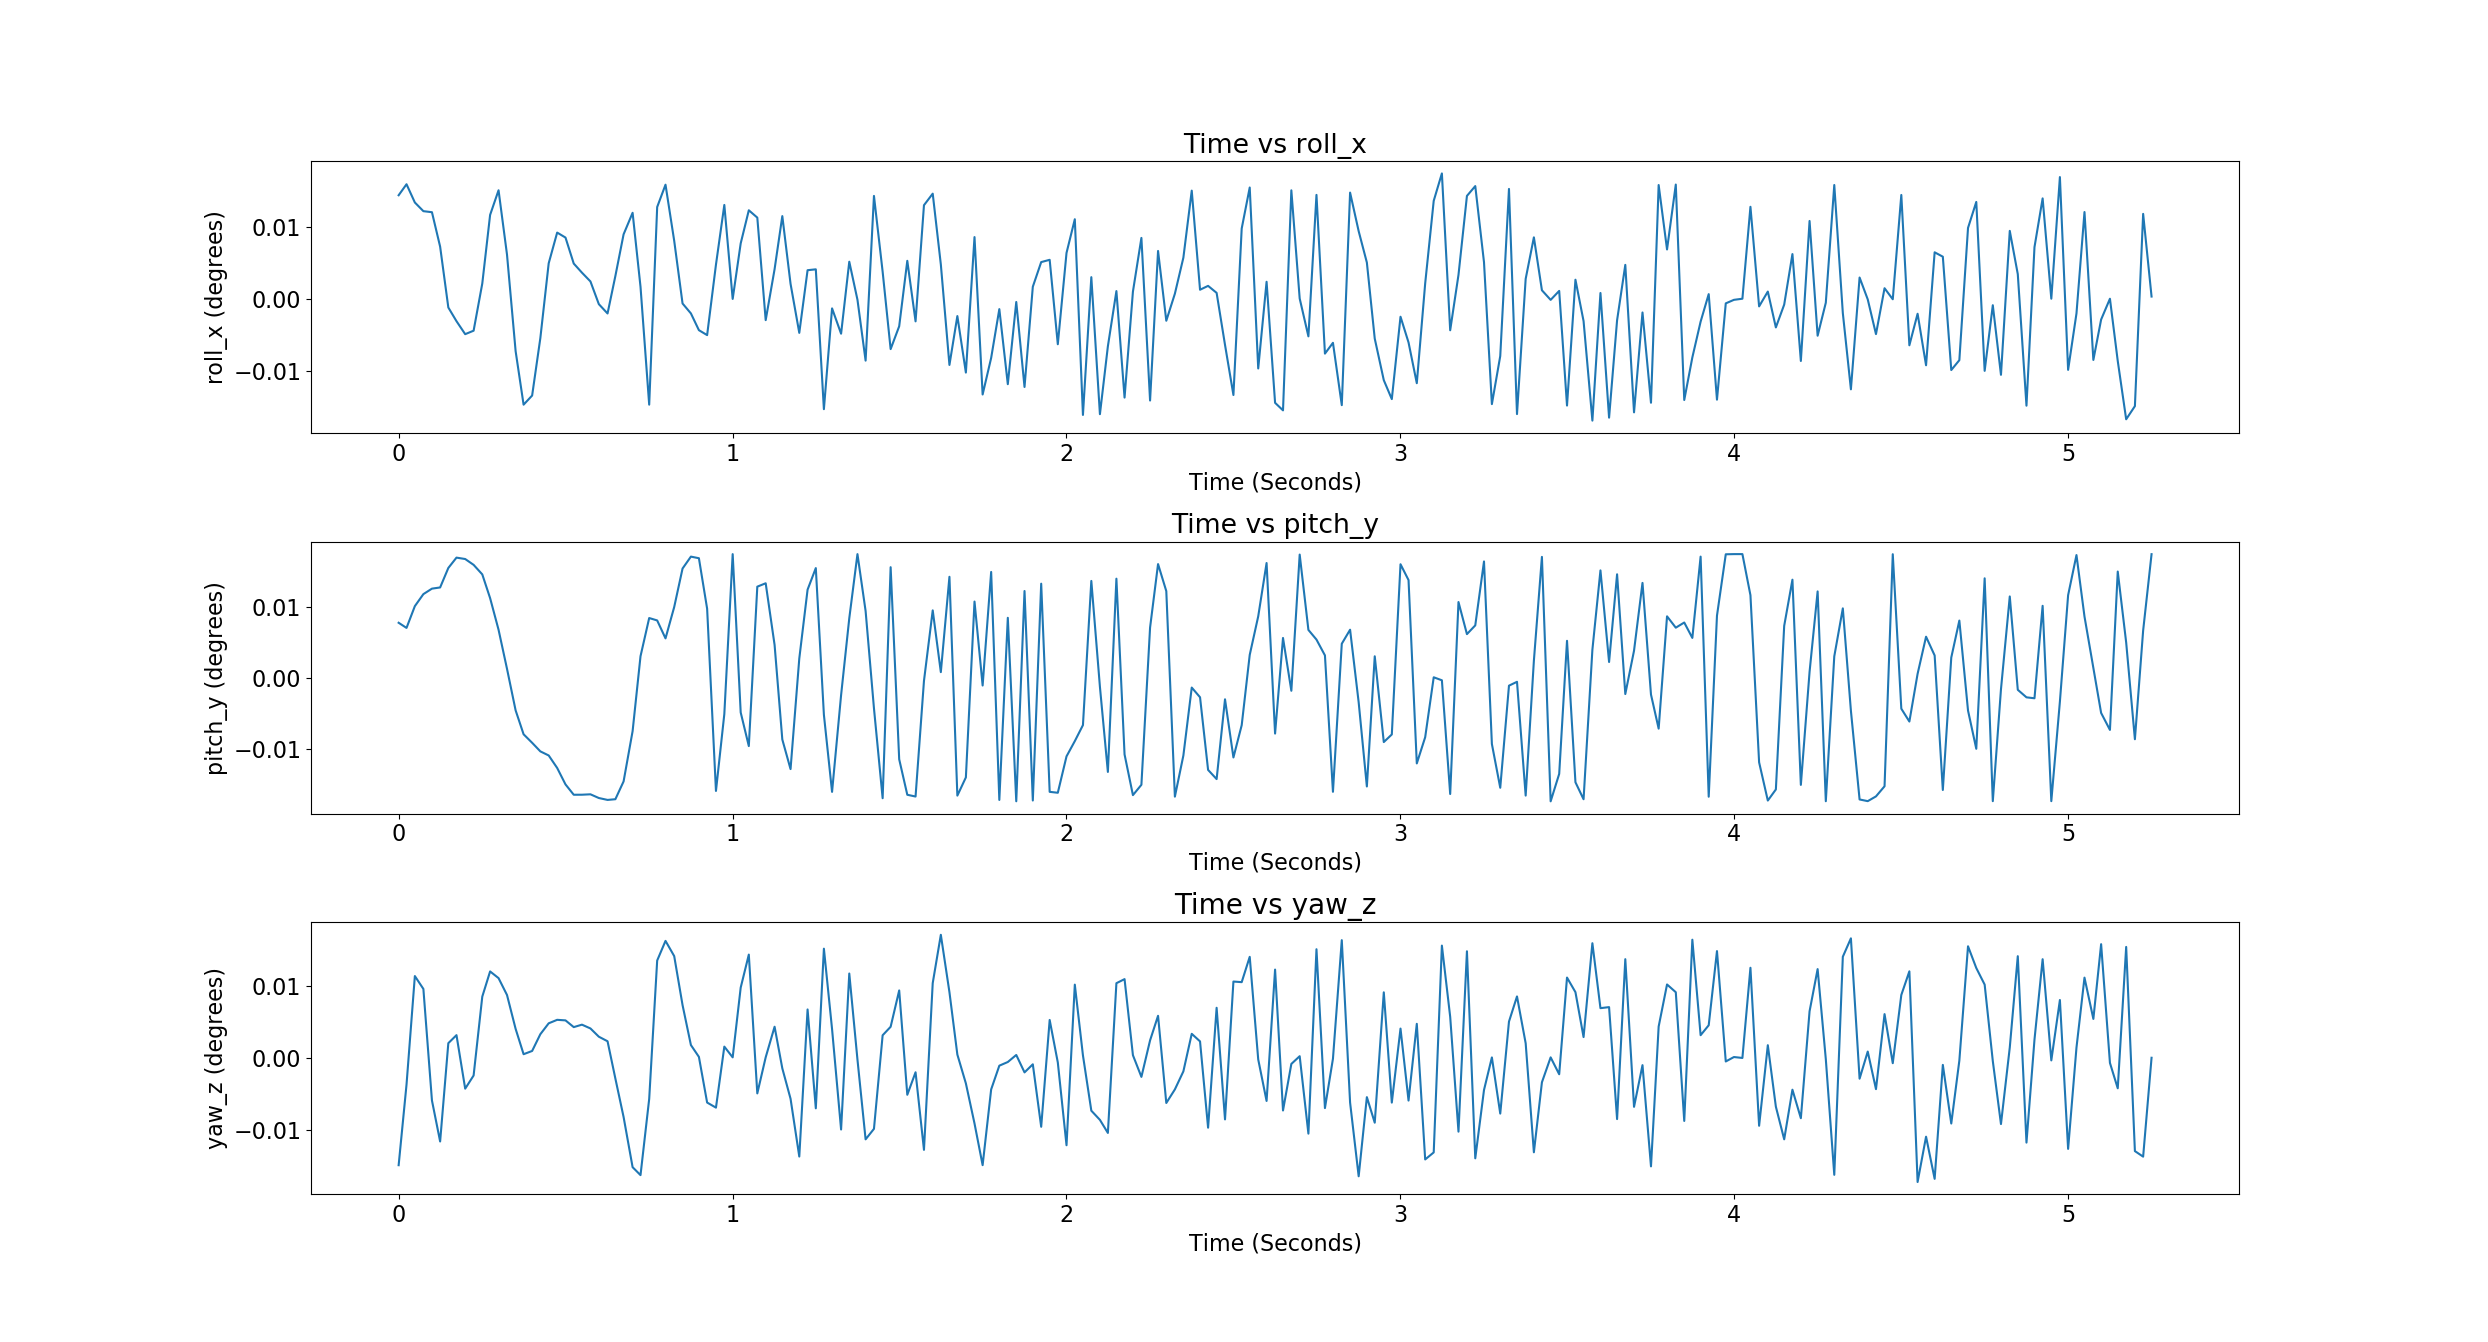 Time vs roll_x
roll_x (degrees)
0.01
0.00
−0.01
0 1 2 3 4 5
Time (Seconds)
Time vs pitch_y
pitch_y (degrees)
0.01
0.00
−0.01
0 1 2 3 4 5
Time (Seconds)
Time vs yaw_z
yaw_z (degrees)
0.01
0.00
−0.01
0 1 2 3 4 5
Time (Seconds)